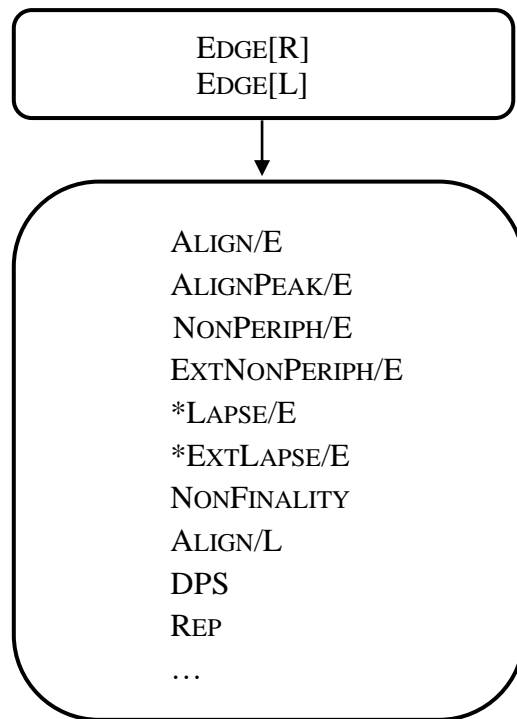 EDGE[R]
EDGE[L]
ALIGN/E
ALIGNPEAK/E
NONPERIPH/E
EXTNONPERIPH/E
*LAPSE/E
*EXTLAPSE/E
NONFINALITY
ALIGN/L
DPS
REP
…